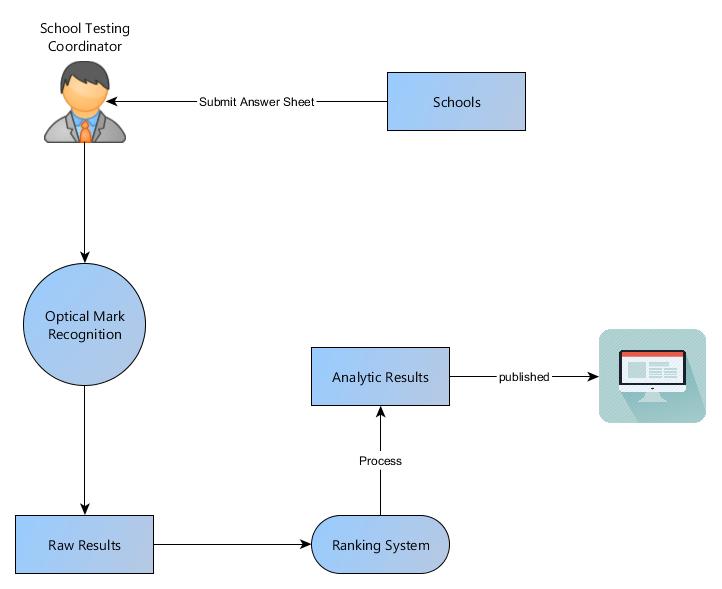 School Testing
Coordinator
Submit Answer Sheet
Schools
Optical Mark
Recognition
Analytic Results
published
Process
Raw Results
Ranking System